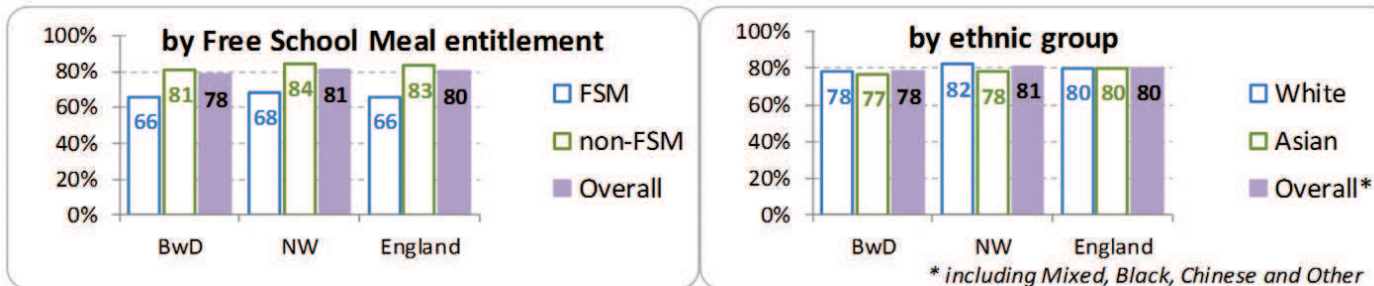 by Free School Meal entitlement
100%
80%
60%
40%
20%
0%
66 81 78
68 84 81
66 83 80
BwD NW England
FSM
non-FSM
Overall
by ethnic group
100%
80%
60%
40%
20%
0%
78 77 78
82 78 81
80 80 80
BwD NW England
White
Asian
Overall*
* including Mixed, Black, Chinese and Other